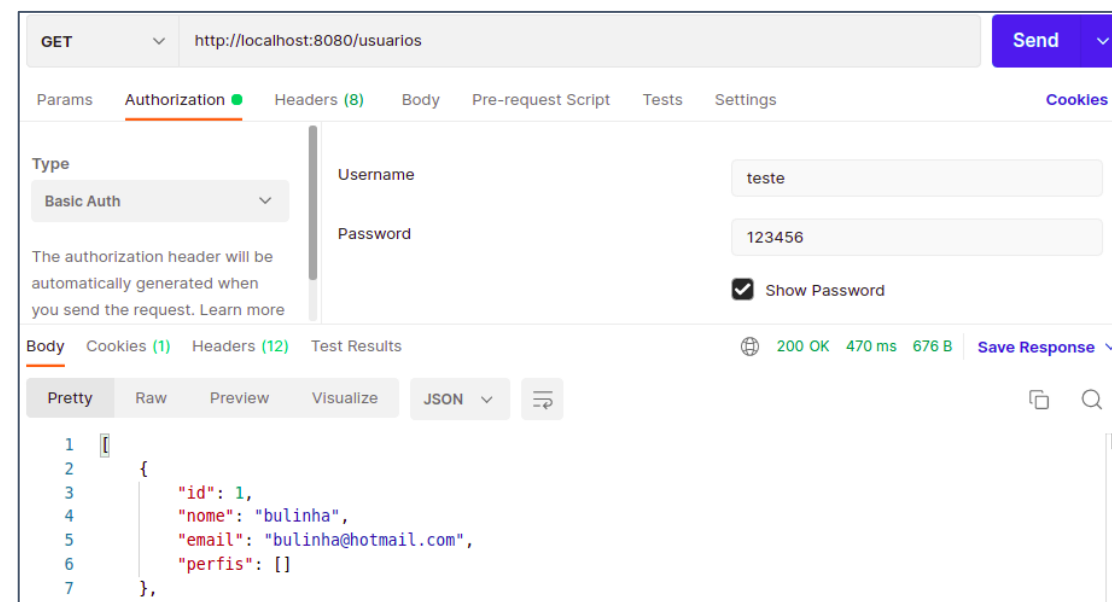 GET http://localhost:8080/usuarios Send
Params Authorization Headers (8) Body Pre-request Script Tests Settings Cookies
Type
Basic Auth
The authorization header will be
automatically generated when
you send the request. Learn more
Username teste
Password 123456
Show Password
Body Cookies (1) Headers (12) Test Results 200 OK 470 ms 676 B Save Response
Pretty Raw Preview Visualize JSON
1 [
2 {
3 "id": 1,
4 "nome": "bulinha",
5 "email": "bulinha@hotmail.com",
6 "perfis": []
7 },